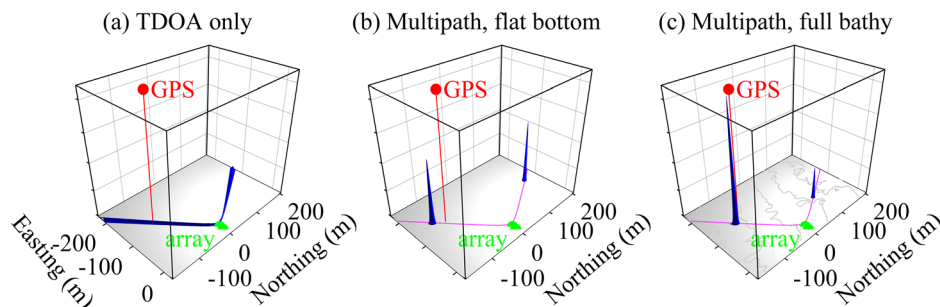 (a) TDOA only
(b) Multipath, flat bottom
(c) Multipath, full bathy
GPS
GPS
GPS
array
array
array
Easting (m)
-200
-100
0
Northing (m)
-100
0
100
200
Northing (m)
-100
0
100
200
Northing (m)
-100
0
100
200